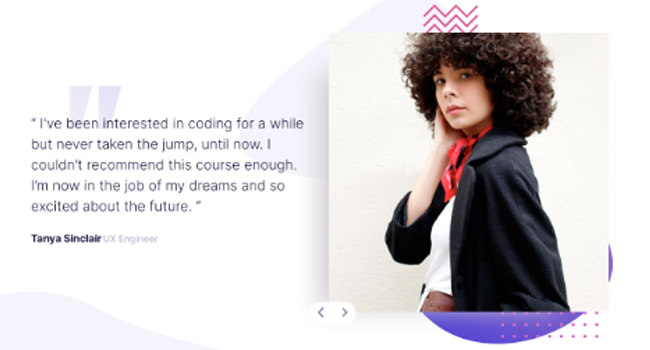 “ I've been interested in coding for a while
but never taken the jump, until now. I
couldn't recommend this course enough.
I'm now in the job of my dreams and so
excited about the future. ”
Tanya Sinclair UX Engineer